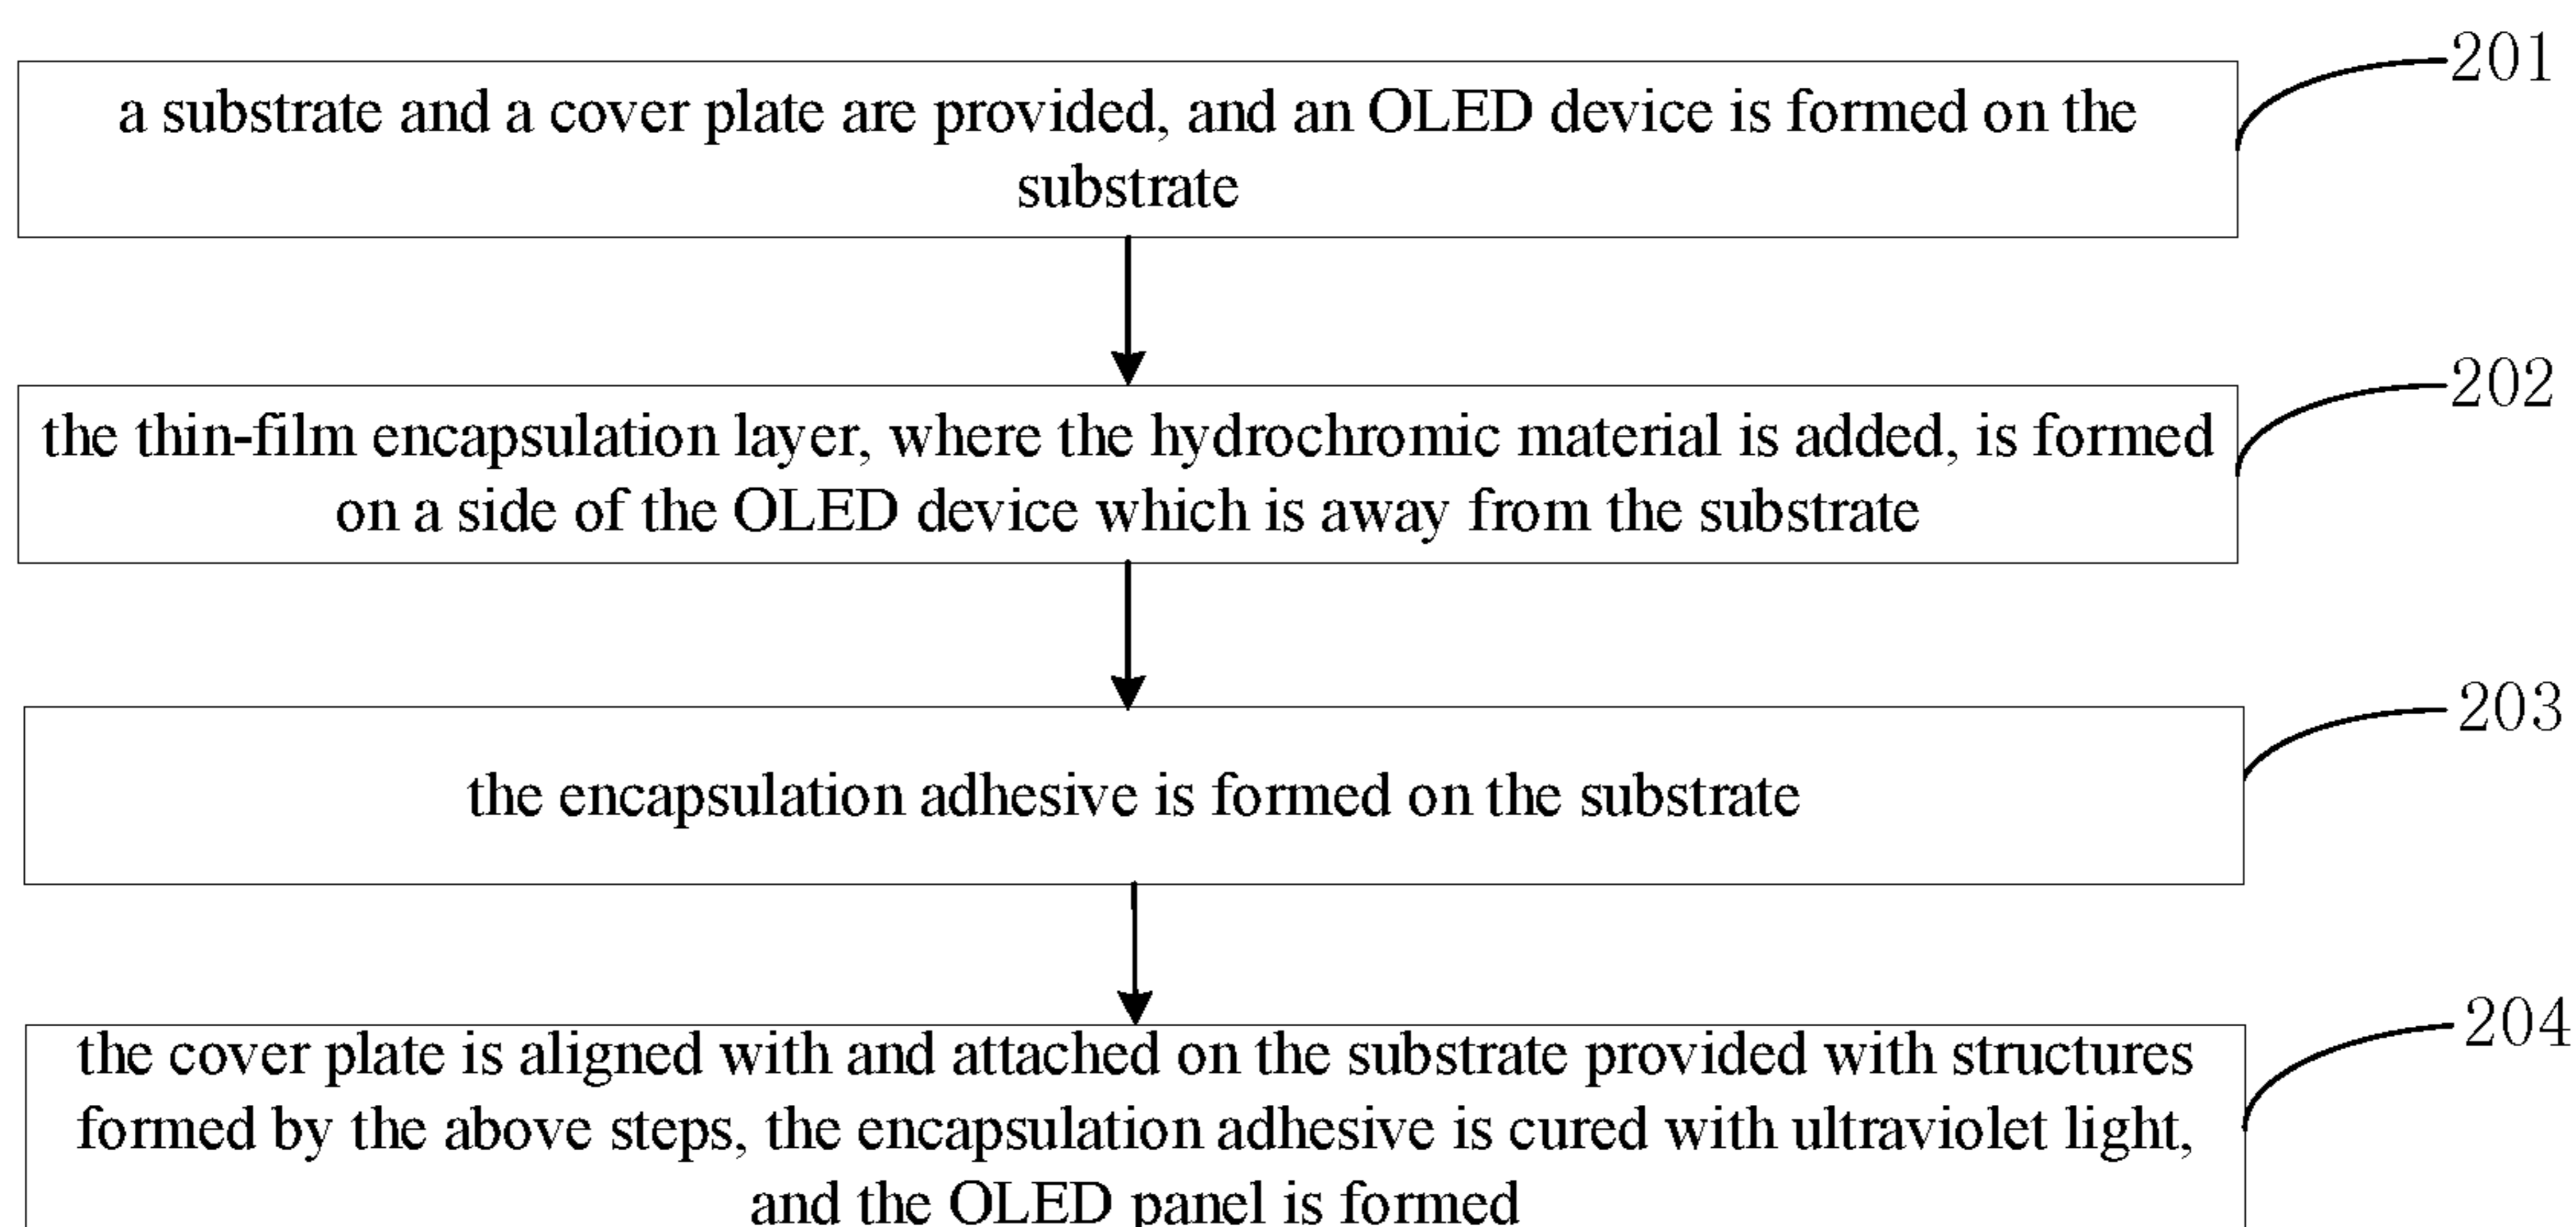 201
a substrate and a cover plate are provided, and an OLED device is formed on the
substrate
202
the thin-film encapsulation layer, where the hydrochromic material is added, is formed
on a side of the OLED device which is away from the substrate
203
the encapsulation adhesive is formed on the substrate
204
the cover plate is aligned with and attached on the substrate provided with structures
formed by the above steps, the encapsulation adhesive is cured with ultraviolet light,
and the OLED panel is formed